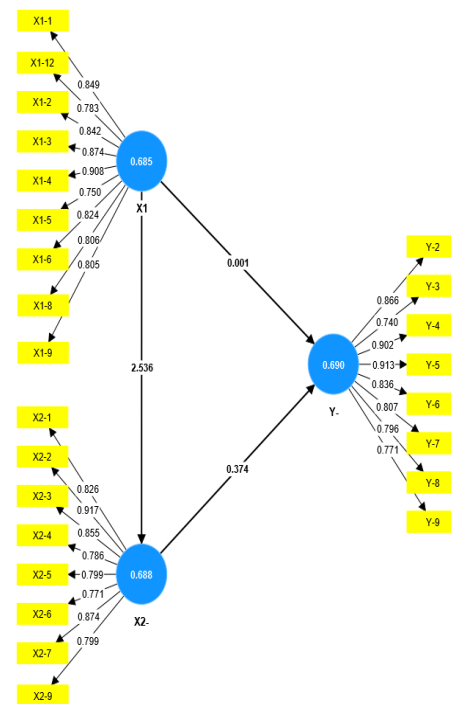 X1-1
X1-12
X1-2
X1-3
X1-4
X1-5
X1-6
X1-8
X1-9
0.849
0.783
0.842
0.874
0.908
0.750
0.824
0.806
0.805
0.685
X1
0.001
2.536
0.374
Y-2
Y-3
Y-4
Y-5
Y-6
Y-7
Y-8
Y-9
0.866
0.740
0.902
0.913
0.836
0.807
0.796
0.771
0.690
Y-
X2-1
X2-2
X2-3
X2-4
X2-5
X2-6
X2-7
X2-9
0.826
0.917
0.855
0.786
0.799
0.771
0.874
0.799
0.688
X2-